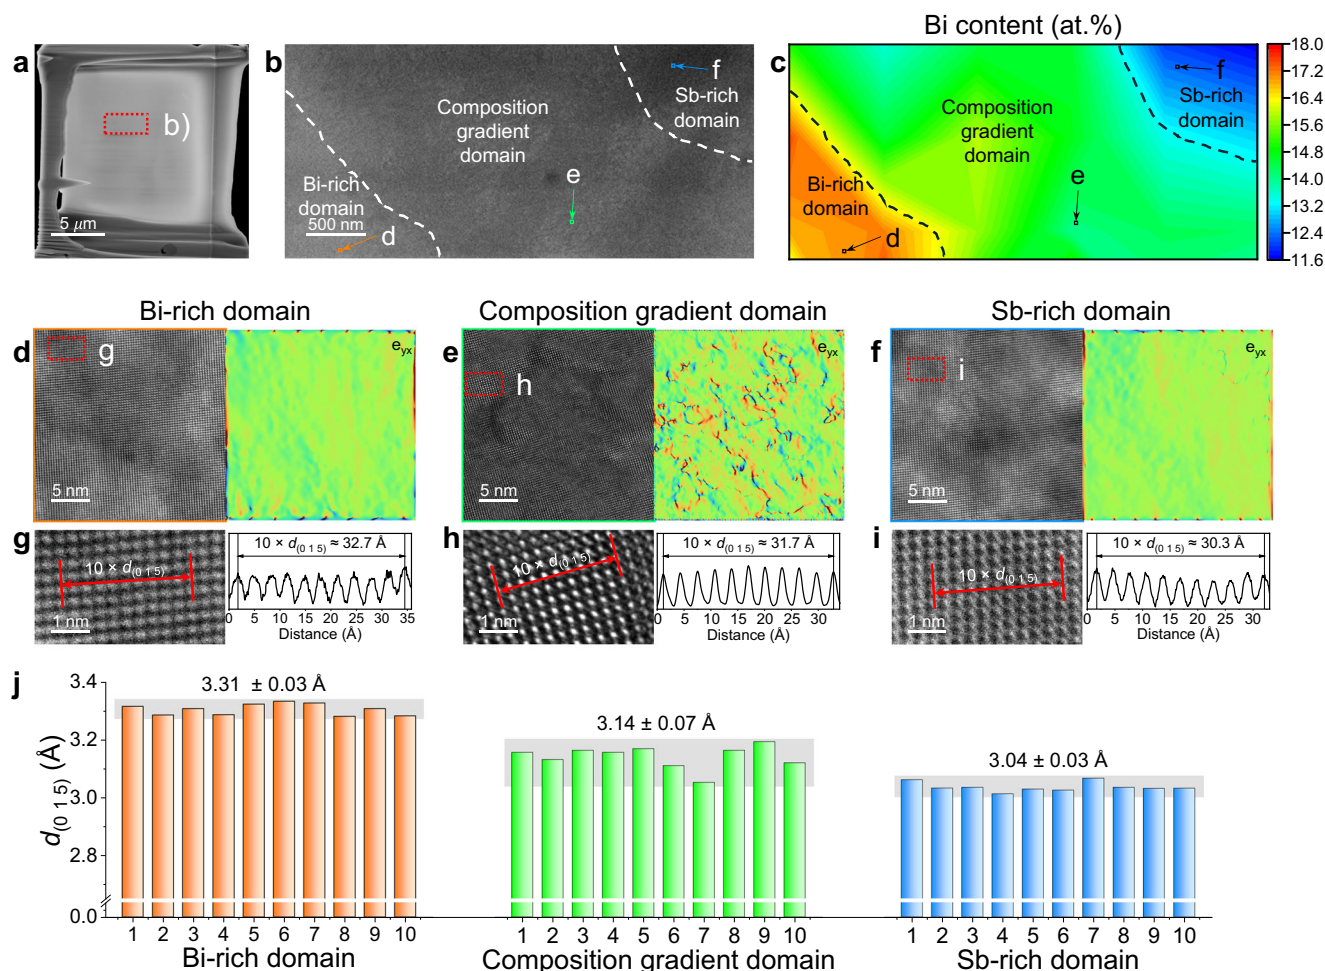 Bi content (at.%)
a
b)
5 μm
b
Composition
gradient
domain
f
Sb-rich
domain
e
Bi-rich
domain
500 nm
d
c
f
Sb-rich
domain
Composition
gradient
domain
e
Bi-rich
domain
d
18.0
17.2
16.4
15.6
14.8
14.0
13.2
12.4
11.6
Bi-rich domain
Composition gradient domain
Sb-rich domain
d
g
5 nm
e_yx
e
h
5 nm
e_yx
f
i
5 nm
e_yx
g
10 × d(0 1 5)
1 nm
10 × d(0 1 5) ≈ 32.7 Å
0 5 10 15 20 25 30 35
Distance (Å)
h
10 × d(0 1 5)
1 nm
10 × d(0 1 5) ≈ 31.7 Å
0 5 10 15 20 25 30
Distance (Å)
i
10 × d(0 1 5)
1 nm
10 × d(0 1 5) ≈ 30.3 Å
0 5 10 15 20 25 30
Distance (Å)
j
d(0 1 5) (Å)
3.4
3.2
3.0
2.8
0.0
3.31 ± 0.03 Å
3.14 ± 0.07 Å
3.04 ± 0.03 Å
1 2 3 4 5 6 7 8 9 10
1 2 3 4 5 6 7 8 9 10
1 2 3 4 5 6 7 8 9 10
Bi-rich domain
Composition gradient domain
Sb-rich domain